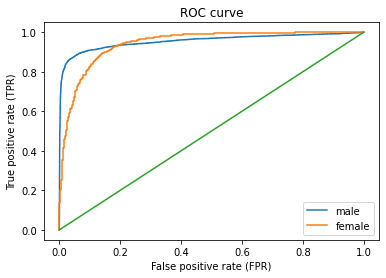 ROC curve
True positive rate (TPR)
1.0
0.8
0.6
0.4
0.2
0.0
male
female
0.0 0.2 0.4 0.6 0.8 1.0
False positive rate (FPR)